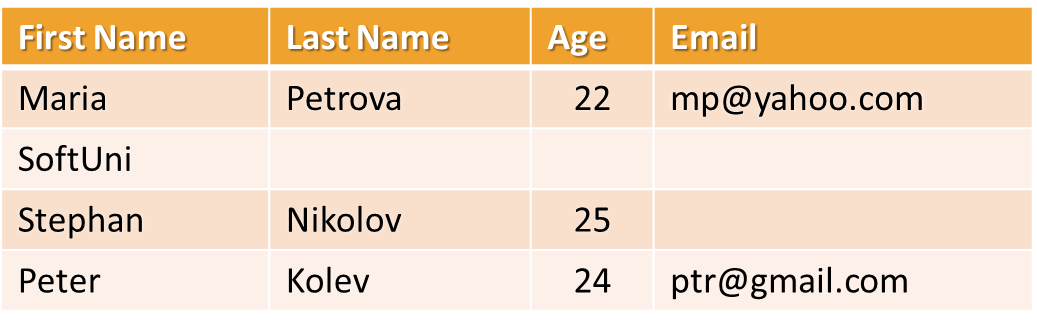 First Name Last Name Age Email
Maria Petrova 22 mp@yahoo.com
SoftUni
Stephan Nikolov 25
Peter Kolev 24 ptr@gmail.com